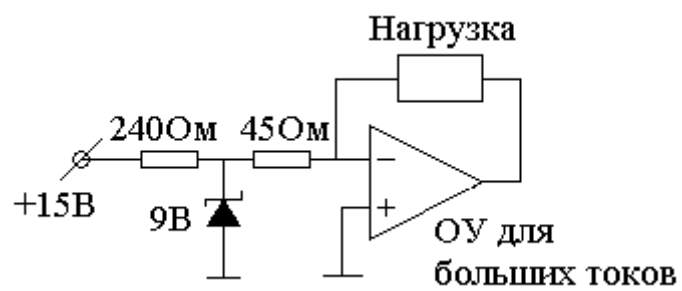 Нагрузка
240Ом 45Ом
+15В
9В
−
+
ОУ для
больших токов